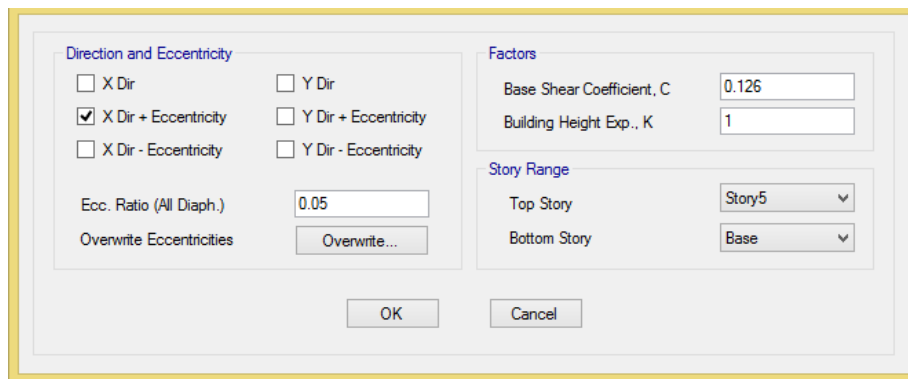 Direction and Eccentricity
X Dir
Y Dir
X Dir + Eccentricity
Y Dir + Eccentricity
X Dir - Eccentricity
Y Dir - Eccentricity
Ecc. Ratio (All Diaph.)
0.05
Overwrite Eccentricities
Overwrite...
Factors
Base Shear Coefficient, C
0.126
Building Height Exp., K
1
Story Range
Top Story
Story5
Bottom Story
Base
OK
Cancel